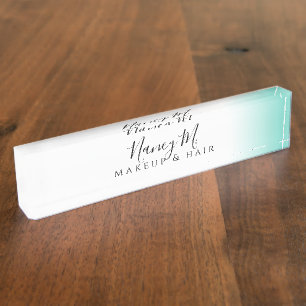 Nancy M.
MAKEUP & HAIR